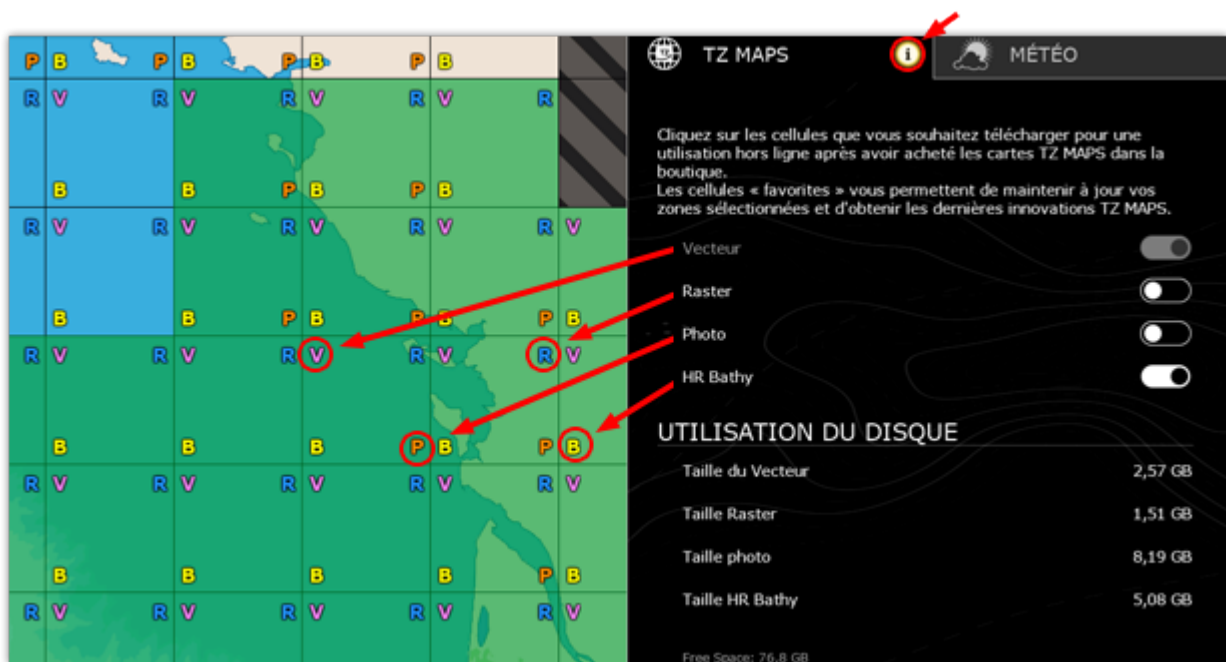 P B P B P B P B
R V R V R V R V R
B B P B P B
R V R V R V R V R V
B B P B P B P B
R V R V R V R V R V
B B B P B P B
R V R V R V R V R V
B B B B P B
R V R V R V R V R V
TZ MAPS
i
MÉTÉO
Cliquez sur les cellules que vous souhaitez télécharger pour une
utilisation hors ligne après avoir acheté les cartes TZ MAPS dans la
boutique.
Les cellules « favorites » vous permettent de maintenir à jour vos
zones sélectionnées et d'obtenir les dernières innovations TZ MAPS.
Vecteur
Raster
Photo
HR Bathy
UTILISATION DU DISQUE
Taille du Vecteur 2,57 GB
Taille Raster 1,51 GB
Taille photo 8,19 GB
Taille HR Bathy 5,08 GB
Free Space: 76.8 GB